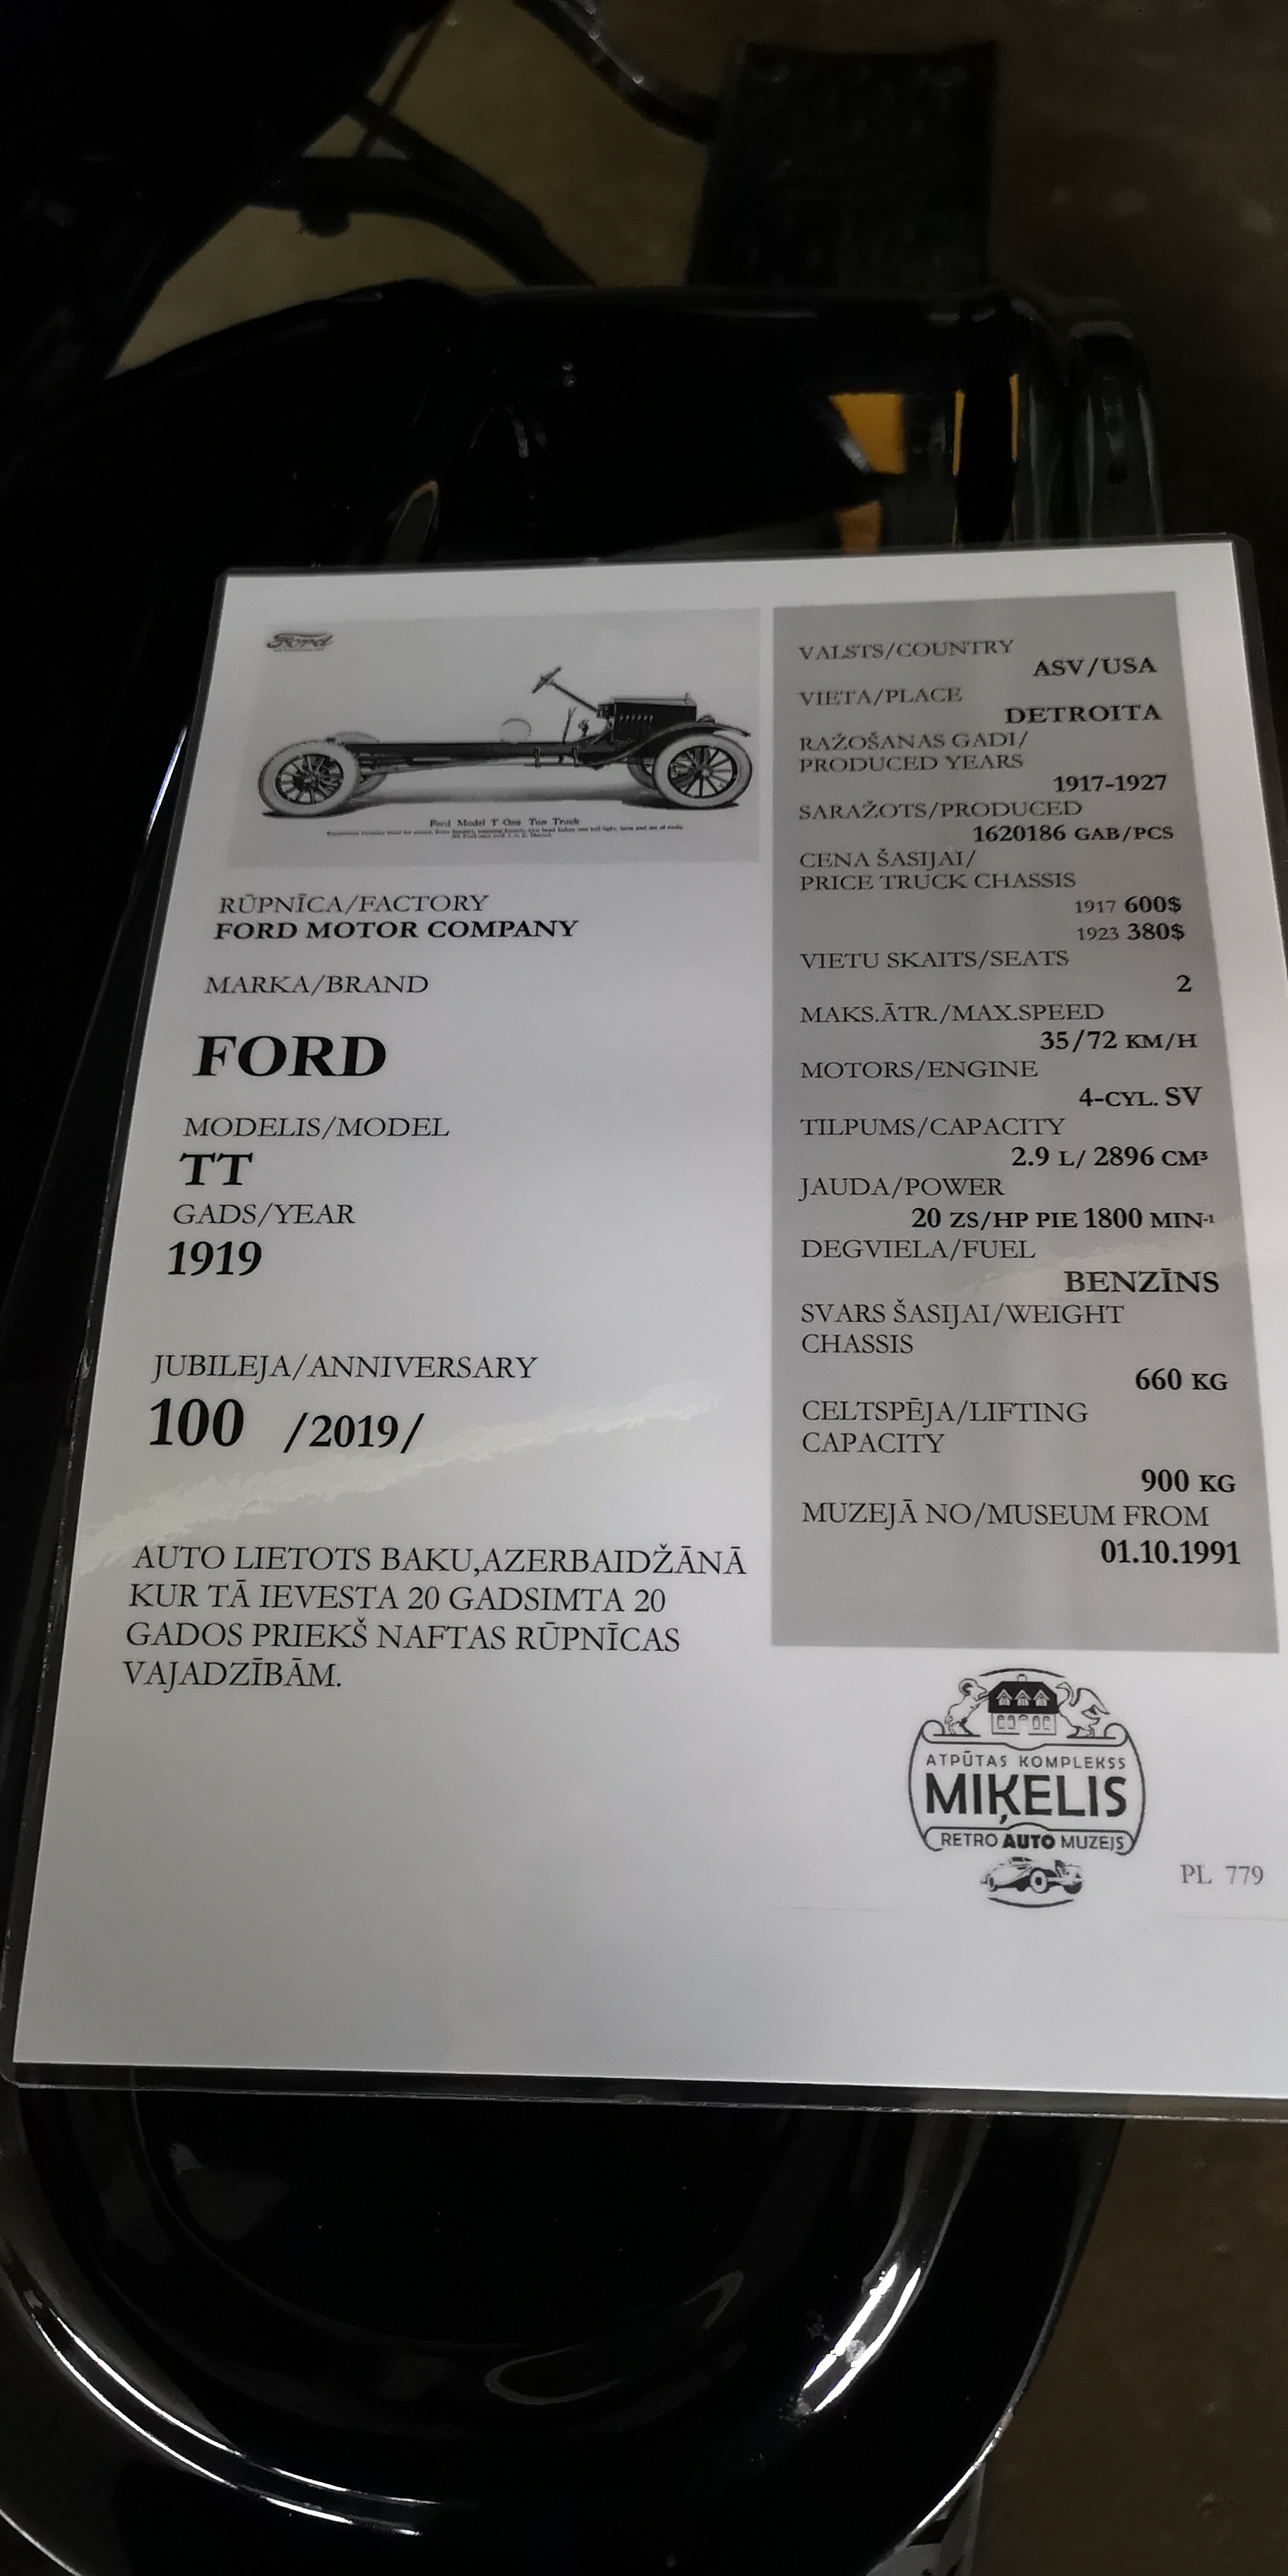 Ford
Ford Model T One Ton Truck
RŪPNĪCA/FACTORY
FORD MOTOR COMPANY
MARKA/BRAND
FORD
MODELIS/MODEL
TT
GADS/YEAR
1919
JUBILEJA/ANNIVERSARY
100 /2019/
AUTO LIETOTS BAKU,AZERBAIDŽĀNĀ
KUR TĀ IEVESTA 20 GADSIMTA 20
GADOS PRIEKŠ NAFTAS RŪPNĪCAS
VAJADZĪBĀM.
VALSTS/COUNTRY
ASV/USA
VIETA/PLACE
DETROITA
RAŽOŠANAS GADI/
PRODUCED YEARS
1917-1927
SARAŽOTS/PRODUCED
1620186 GAB/PCS
CENA ŠASIJAI/
PRICE TRUCK CHASSIS
1917 600$
1923 380$
VIETU SKAITS/SEATS
2
MAKS.ĀTR./MAX.SPEED
35/72 KM/H
MOTORS/ENGINE
4-CYL. SV
TILPUMS/CAPACITY
2.9 L/ 2896 CM³
JAUDA/POWER
20 ZS/HP PIE 1800 MIN-¹
DEGVIELA/FUEL
BENZĪNS
SVARS ŠASIJAI/WEIGHT
CHASSIS
660 KG
CELTSPĒJA/LIFTING
CAPACITY
900 KG
MUZEJĀ NO/MUSEUM FROM
01.10.1991
ATPŪTAS KOMPLEKSS
MIĶELIS
RETRO AUTO MUZEJS
PL 779